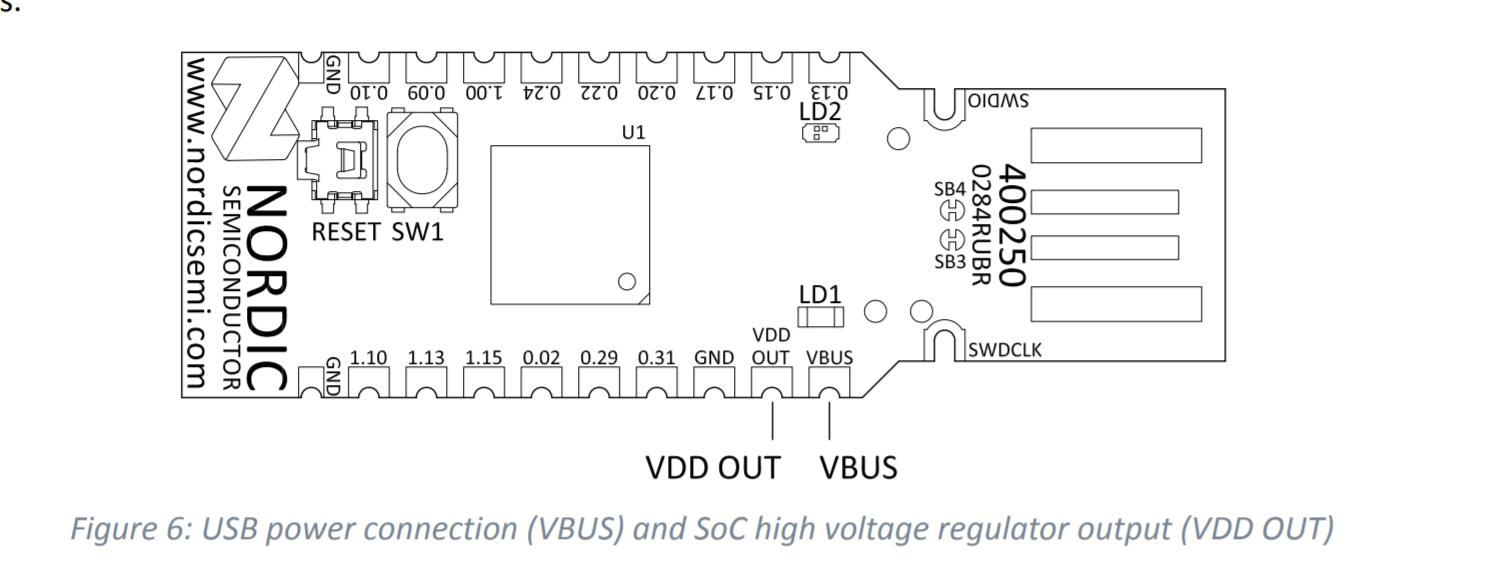 s.
GND
0.10
0.09
1.00
0.24
0.22
0.20
0.17
0.15
0.13
SWDIO
LD2
U1
www.nordicsemi.com
NORDIC
SEMICONDUCTOR
RESET SW1
SB4
SB3
0284RUBR
400250
LD1
GND
1.10
1.13
1.15
0.02
0.29
0.31
GND
VDD
OUT
VBUS
SWDCLK
VDD OUT
VBUS
Figure 6: USB power connection (VBUS) and SoC high voltage regulator output (VDD OUT)